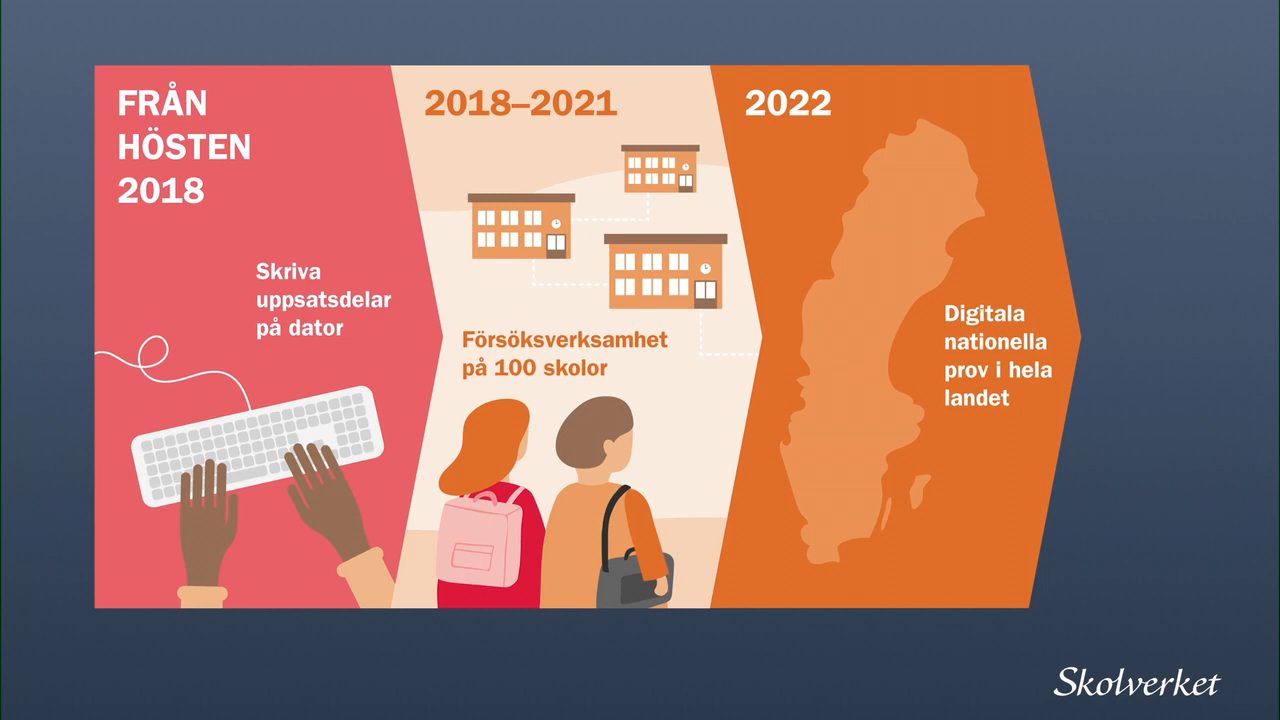 FRÅN
HÖSTEN
2018
Skriva
uppsatsdelar
på dator
2018–2021
Försöksverksamhet
på 100 skolor
2022
Digitala
nationella
prov i hela
landet
Skolverket